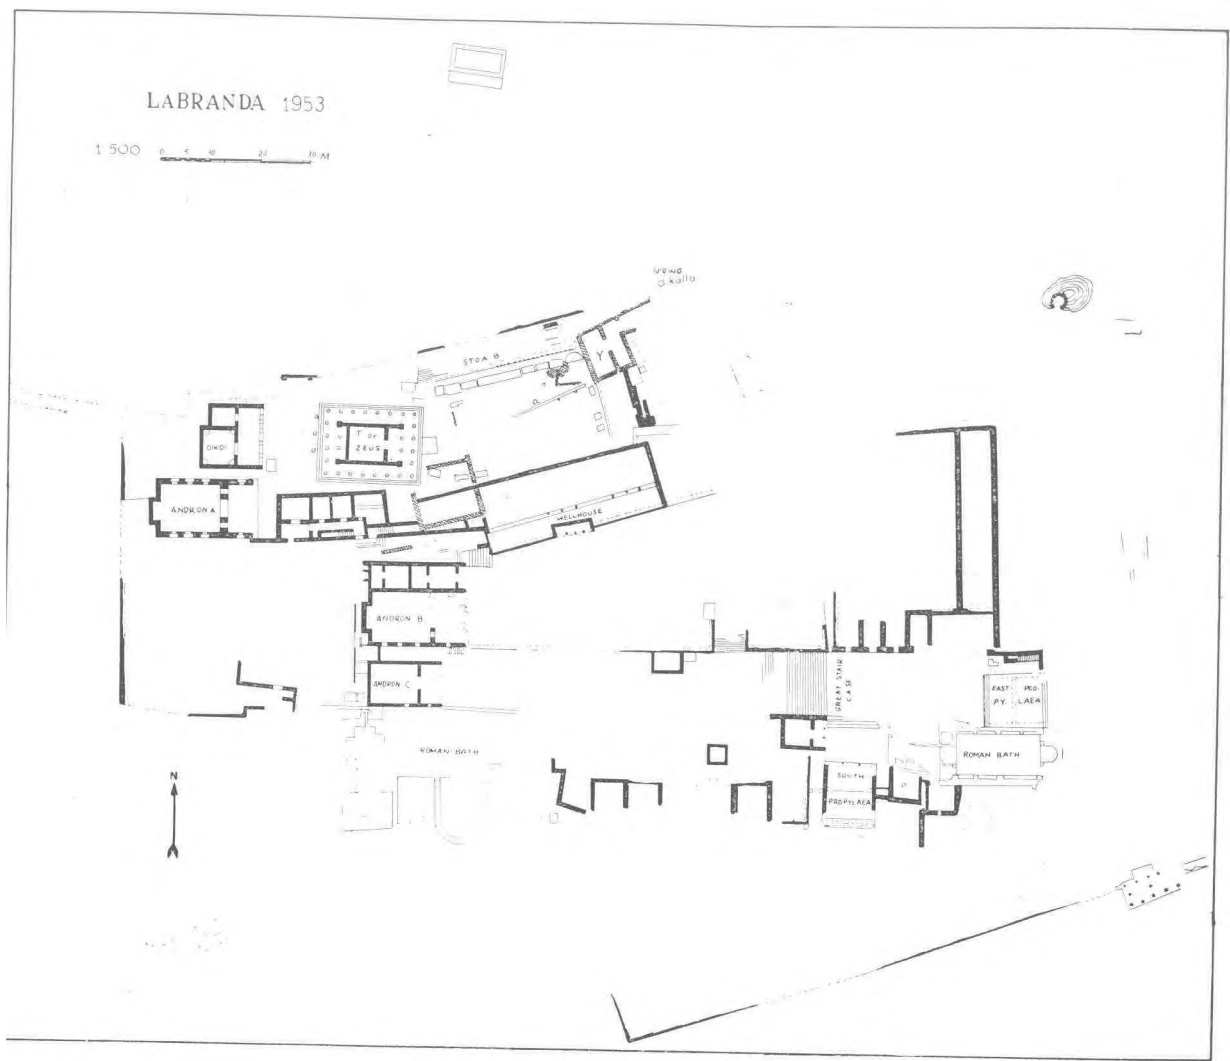 LABRANDA 1953
1 500
0 5 10 20 30 M
STOA B
Y
OIKOI
T OF
ZEUS
ANDRON A
WELLHOUSE
ANDRON B
ANDRON C
GREAT STAIR
CASE
EAST PRO
PY LAEA
ROMAN BATH
ROMAN BATH
SOUTH
PROPYLAEA
P
N